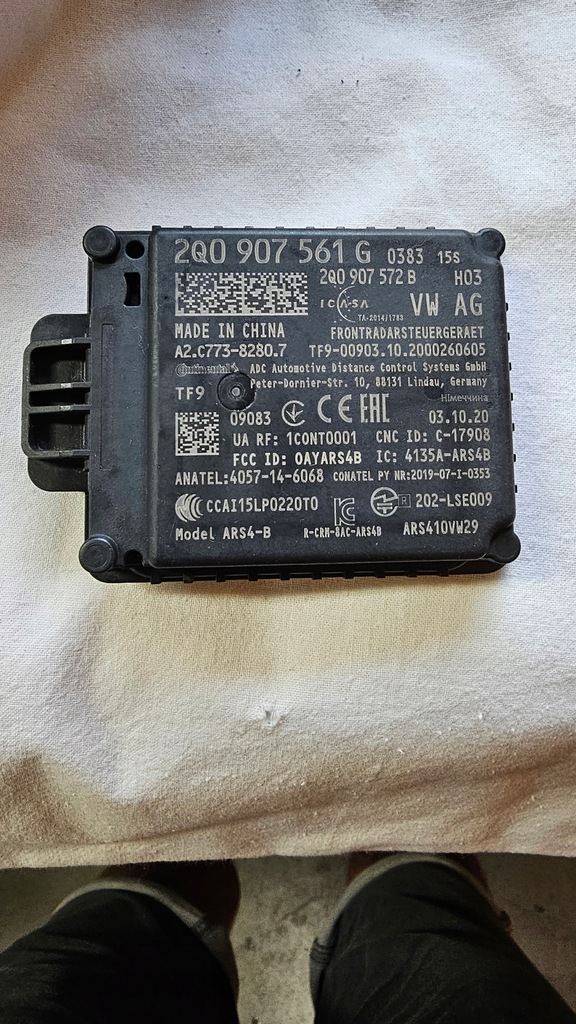 2Q0 907 561 G 0383 15s
2Q0 907 572 B H03
ICASA VW AG
TA-2014/1783
MADE IN CHINA FRONTRADARSTEUERGERAET
A2.C773-8280.7 TF9-00903.10.2000260605
Continental ADC Automotive Distance Control Systems GmbH
Peter-Dornier-Str. 10, 88131 Lindau, Germany
TF9 Німеччина
09083 CE EAC 03.10.20
UA RF: 1CONT0001 CNC ID: C-17908
FCC ID: OAYARS4B IC: 4135A-ARS4B
ANATEL:4057-14-6068 CONATEL PY NR:2019-07-I-0353
CCAI15LP0220T0 R 202-LSE009
Model ARS4-B R-CRM-8AC-ARS4B ARS410VW29